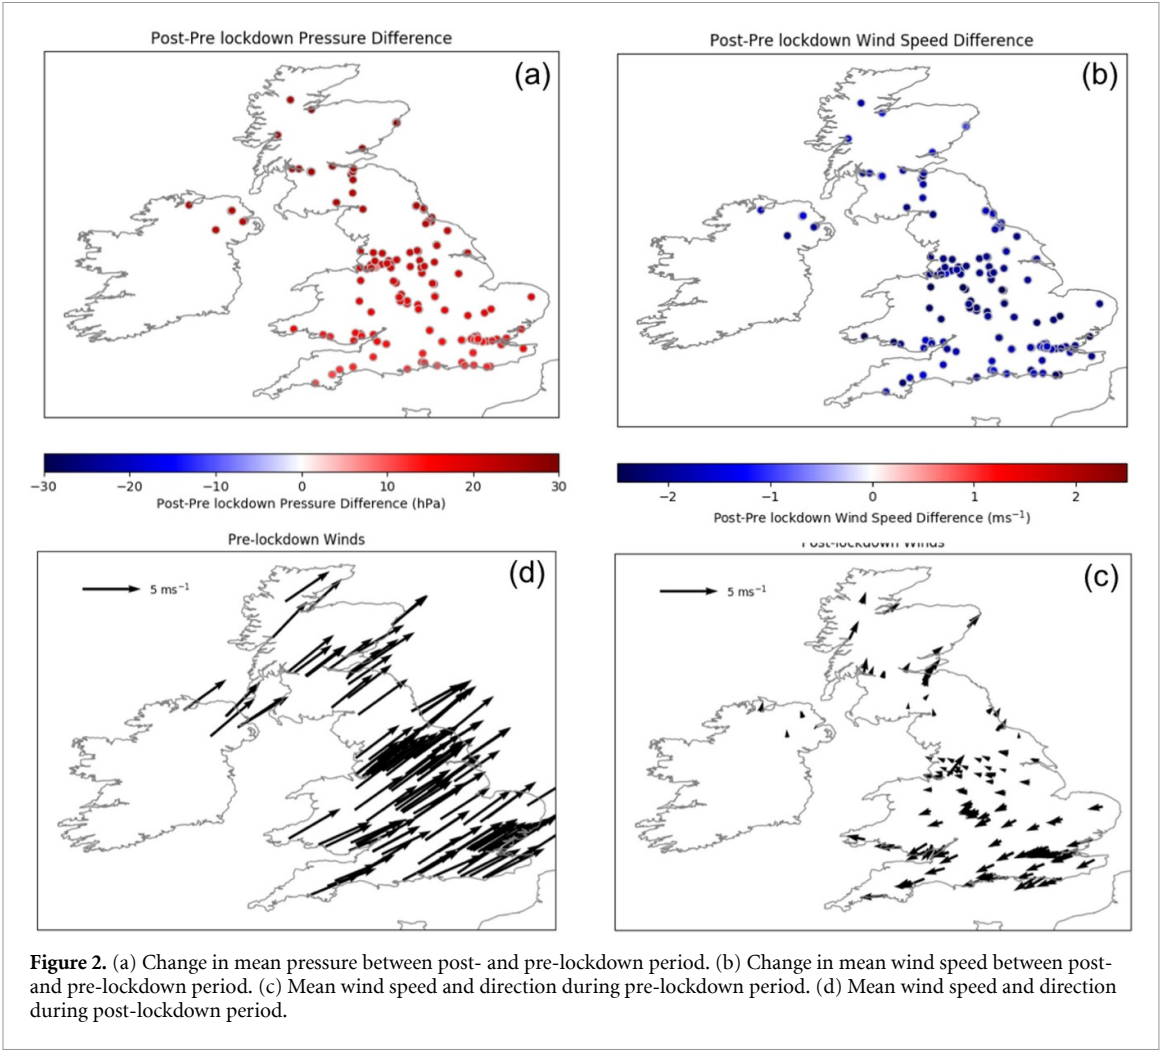 Post-Pre lockdown Pressure Difference
(a)
−30 −20 −10 0 10 20 30
Post-Pre lockdown Pressure Difference (hPa)
Post-Pre lockdown Wind Speed Difference
(b)
−2 −1 0 1 2
Post-Pre lockdown Wind Speed Difference (ms⁻¹)
Pre-lockdown Winds
(d)
5 ms⁻¹
Post-lockdown Winds
(c)
5 ms⁻¹
Figure 2. (a) Change in mean pressure between post- and pre-lockdown period. (b) Change in mean wind speed between post-
and pre-lockdown period. (c) Mean wind speed and direction during pre-lockdown period. (d) Mean wind speed and direction
during post-lockdown period.